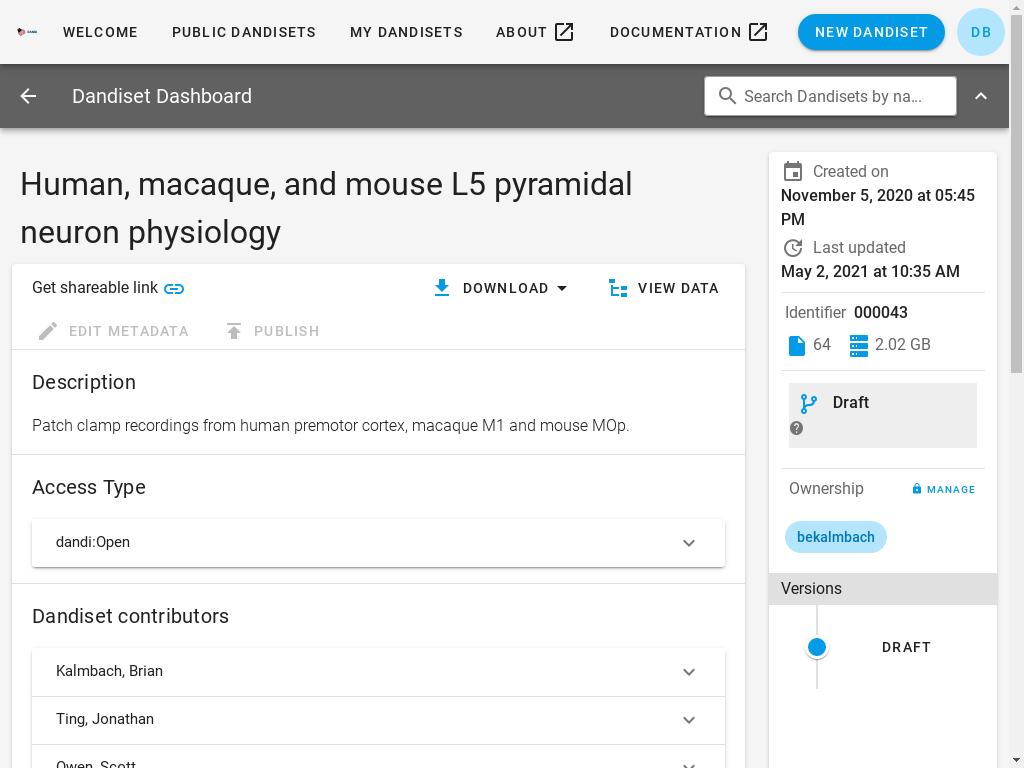 WELCOME PUBLIC DANDISETS MY DANDISETS ABOUT DOCUMENTATION NEW DANDISET DB
Dandiset Dashboard Search Dandisets by na...
Human, macaque, and mouse L5 pyramidal
neuron physiology
Get shareable link DOWNLOAD VIEW DATA
EDIT METADATA PUBLISH
Description
Patch clamp recordings from human premotor cortex, macaque M1 and mouse MOp.
Access Type
dandi:Open
Dandiset contributors
Kalmbach, Brian
Ting, Jonathan
Owen, Scott
Created on
November 5, 2020 at 05:45
PM
Last updated
May 2, 2021 at 10:35 AM
Identifier 000043
64 2.02 GB
Draft
Ownership MANAGE
bekalmbach
Versions
DRAFT